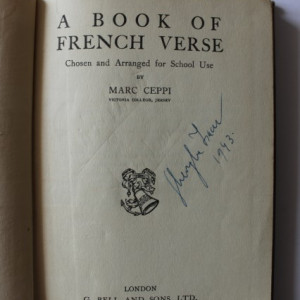 A BOOK OF
FRENCH VERSE
Chosen and Arranged for School Use
BY
MARC CEPPI
VICTORIA COLLEGE, JERSEY
1943.
LONDON
G. BELL AND SONS LTD.